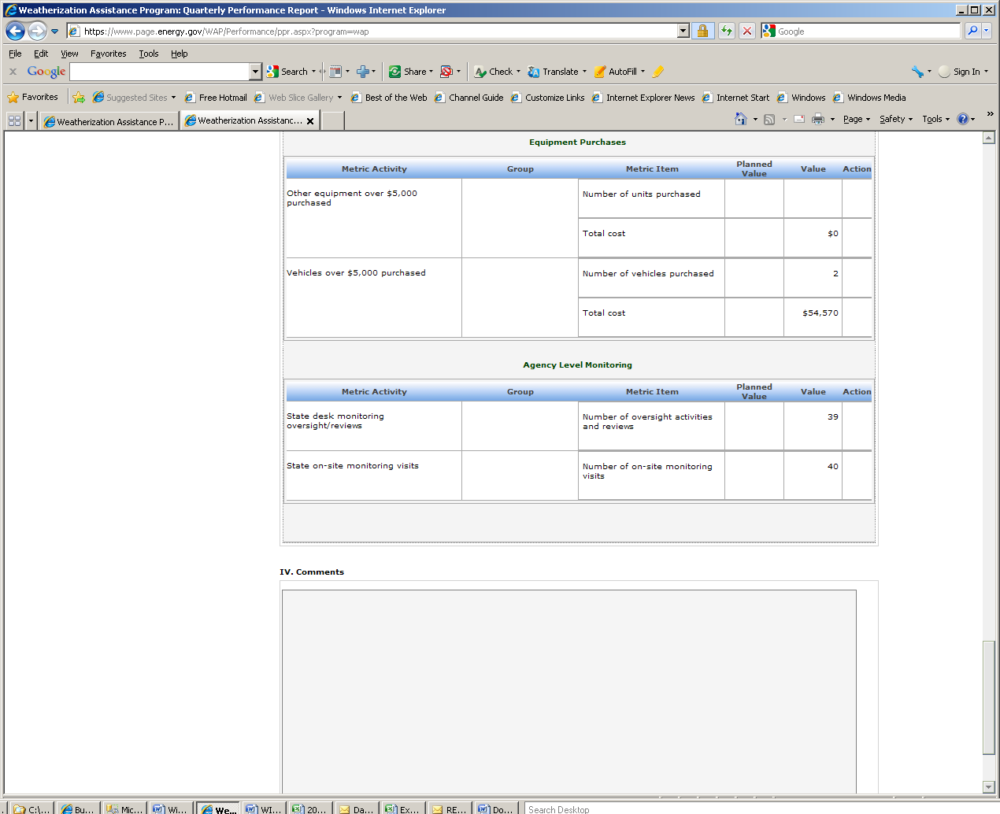 Weatherization Assistance Program: Quarterly Performance Report - Windows Internet Explorer
https://www.page.energy.gov/WAP/Performance/ppr.aspx?program=wap
Google
File Edit View Favorites Tools Help
x Google Search Share Check Translate AutoFill Sign In
Favorites Suggested Sites Free Hotmail Web Slice Gallery Best of the Web Channel Guide Customize Links Internet Explorer News Internet Start Windows Windows Media
Weatherization Assistance P... Weatherization Assistanc... X Page Safety Tools »
Equipment Purchases
Metric Activity Group Metric Item Planned Value Value Action
Other equipment over $5,000 purchased
Number of units purchased
Total cost $0
Vehicles over $5,000 purchased
Number of vehicles purchased 2
Total cost $54,570
Agency Level Monitoring
Metric Activity Group Metric Item Planned Value Value Action
State desk monitoring oversight/reviews
Number of oversight activities and reviews 39
State on-site monitoring visits
Number of on-site monitoring visits 40
IV. Comments
C:\... Bu... Mic... Wi... We... WI... 20... Da... Ex... RE... Do... Search Desktop